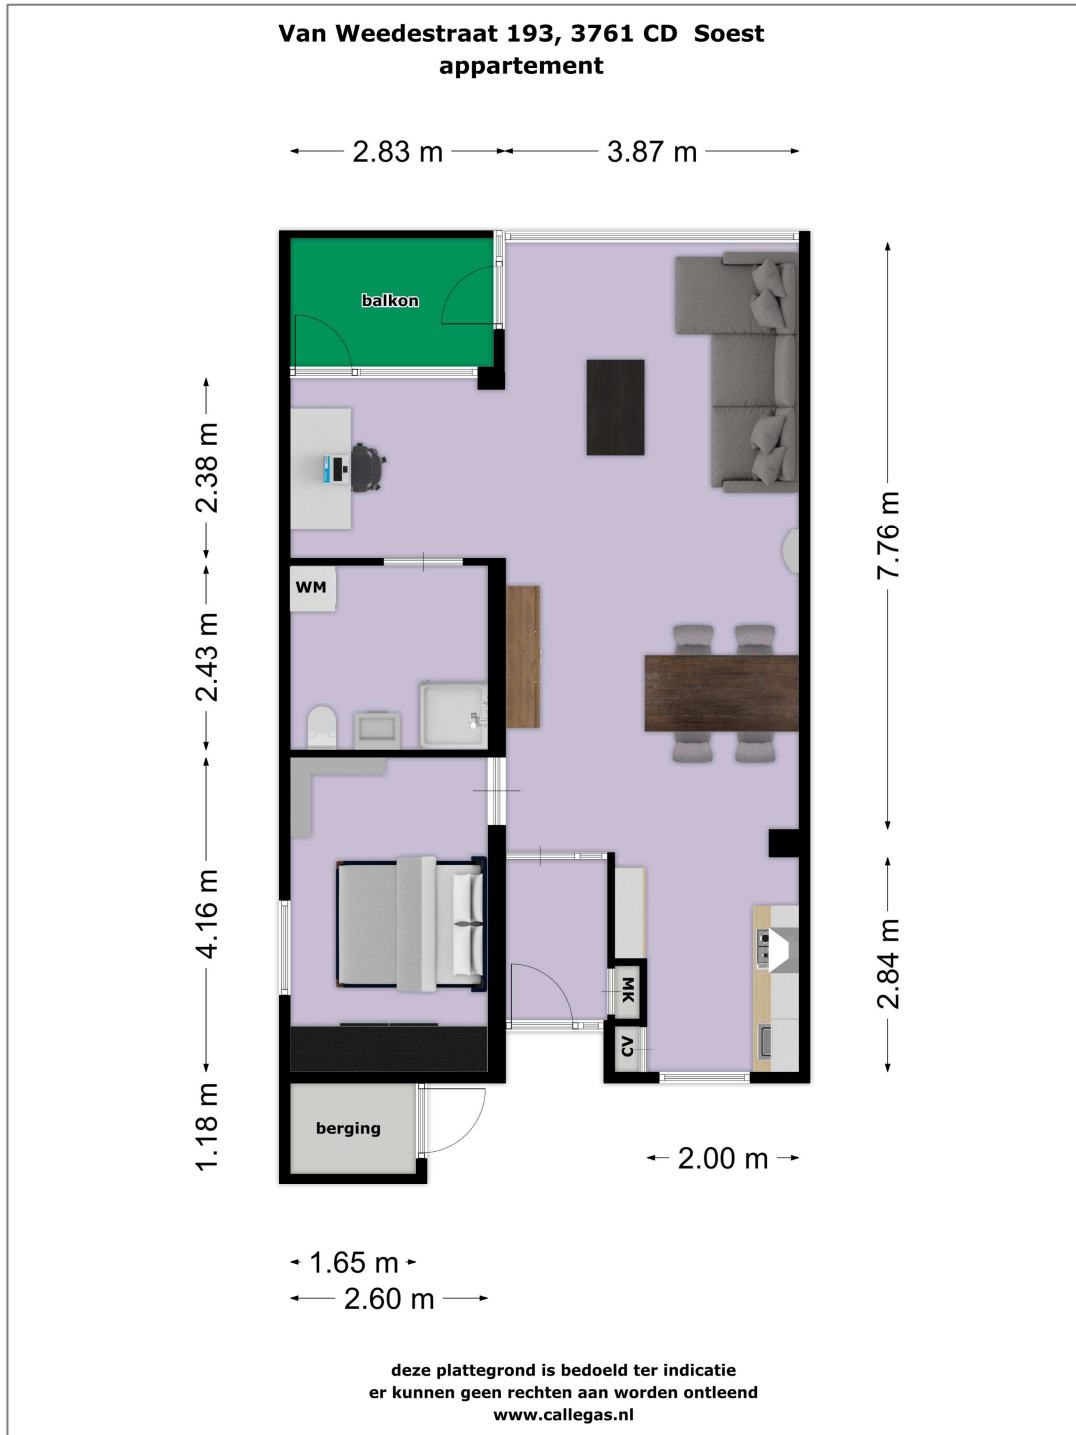 Van Weedestraat 193, 3761 CD  Soest
appartement
2.83 m
3.87 m
balkon
2.38 m
7.76 m
WM
2.43 m
4.16 m
2.84 m
MK
CV
1.18 m
berging
2.00 m
1.65 m
2.60 m
deze plattegrond is bedoeld ter indicatie
er kunnen geen rechten aan worden ontleend
www.callegas.nl